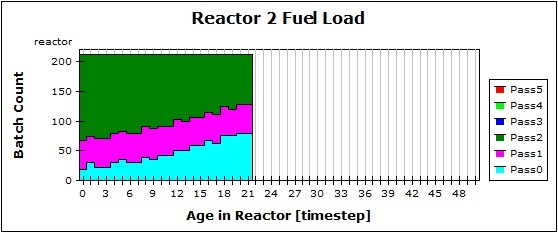 Reactor 2 Fuel Load
reactor
Batch Count
200
150
100
50
0
0 3 6 9 12 15 18 21 24 27 30 33 36 39 42 45 48
Age in Reactor [timestep]
Pass5
Pass4
Pass3
Pass2
Pass1
Pass0